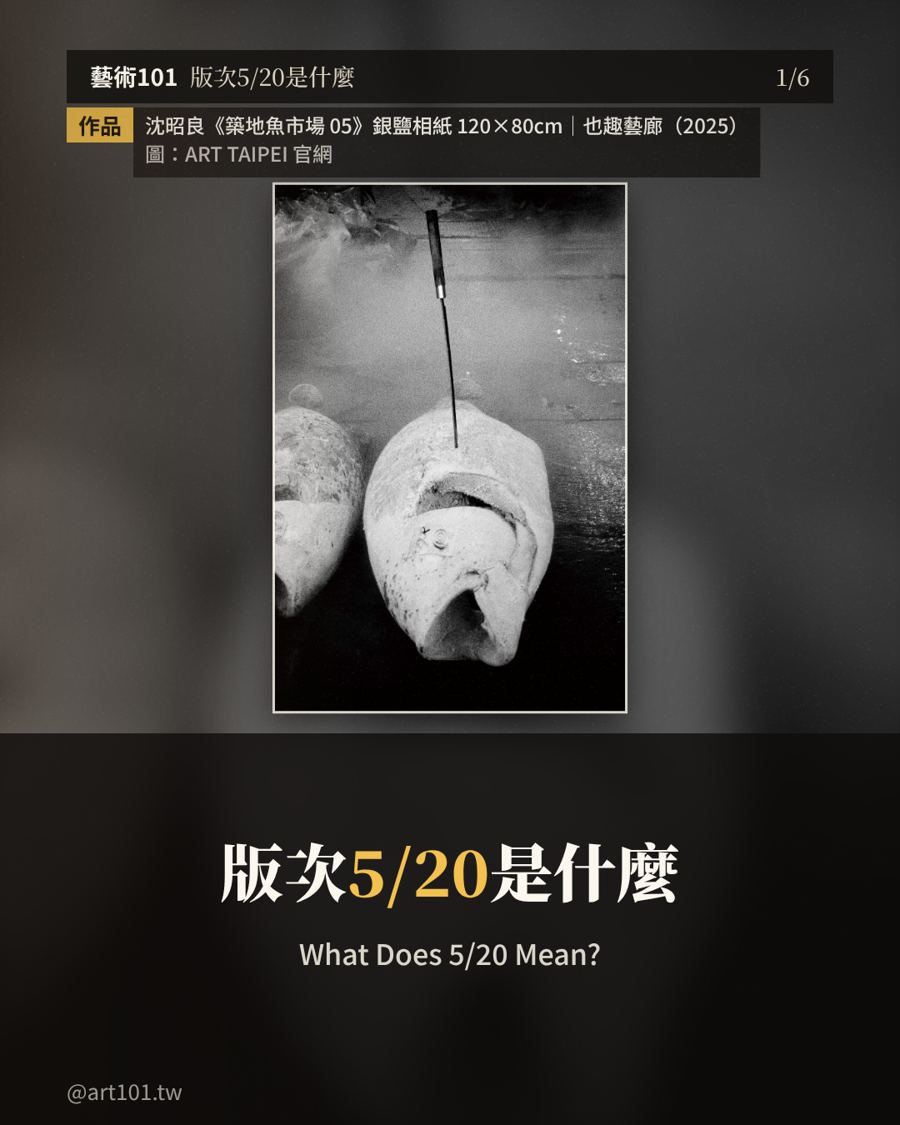 藝術101 版次5/20是什麼 1/6
作品 沈昭良《築地魚市場 05》銀鹽相紙 120×80cm｜也趣藝廊（2025）
圖：ART TAIPEI 官網
版次5/20是什麼
What Does 5/20 Mean?
@art101.tw